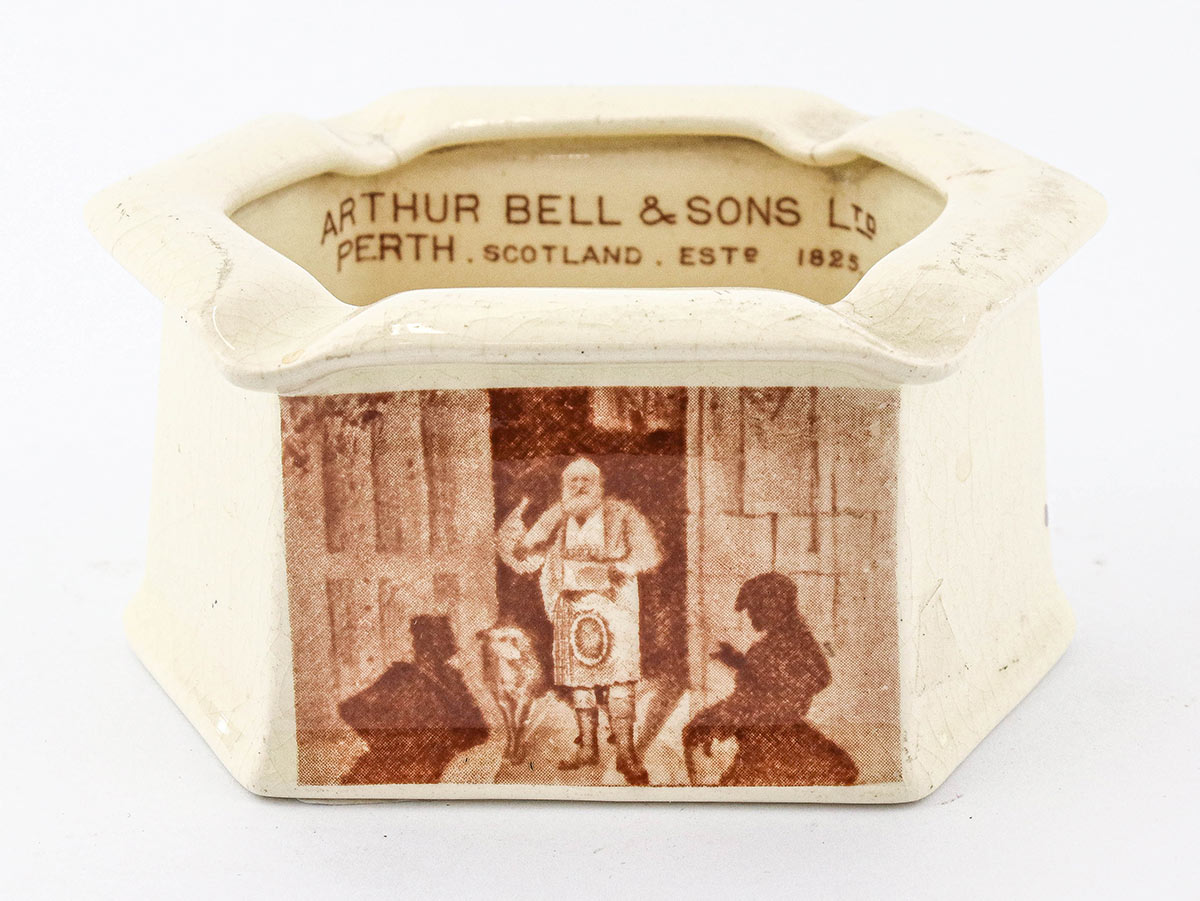 ARTHUR BELL & SONS LTD
PERTH . SCOTLAND . ESTD 1825.